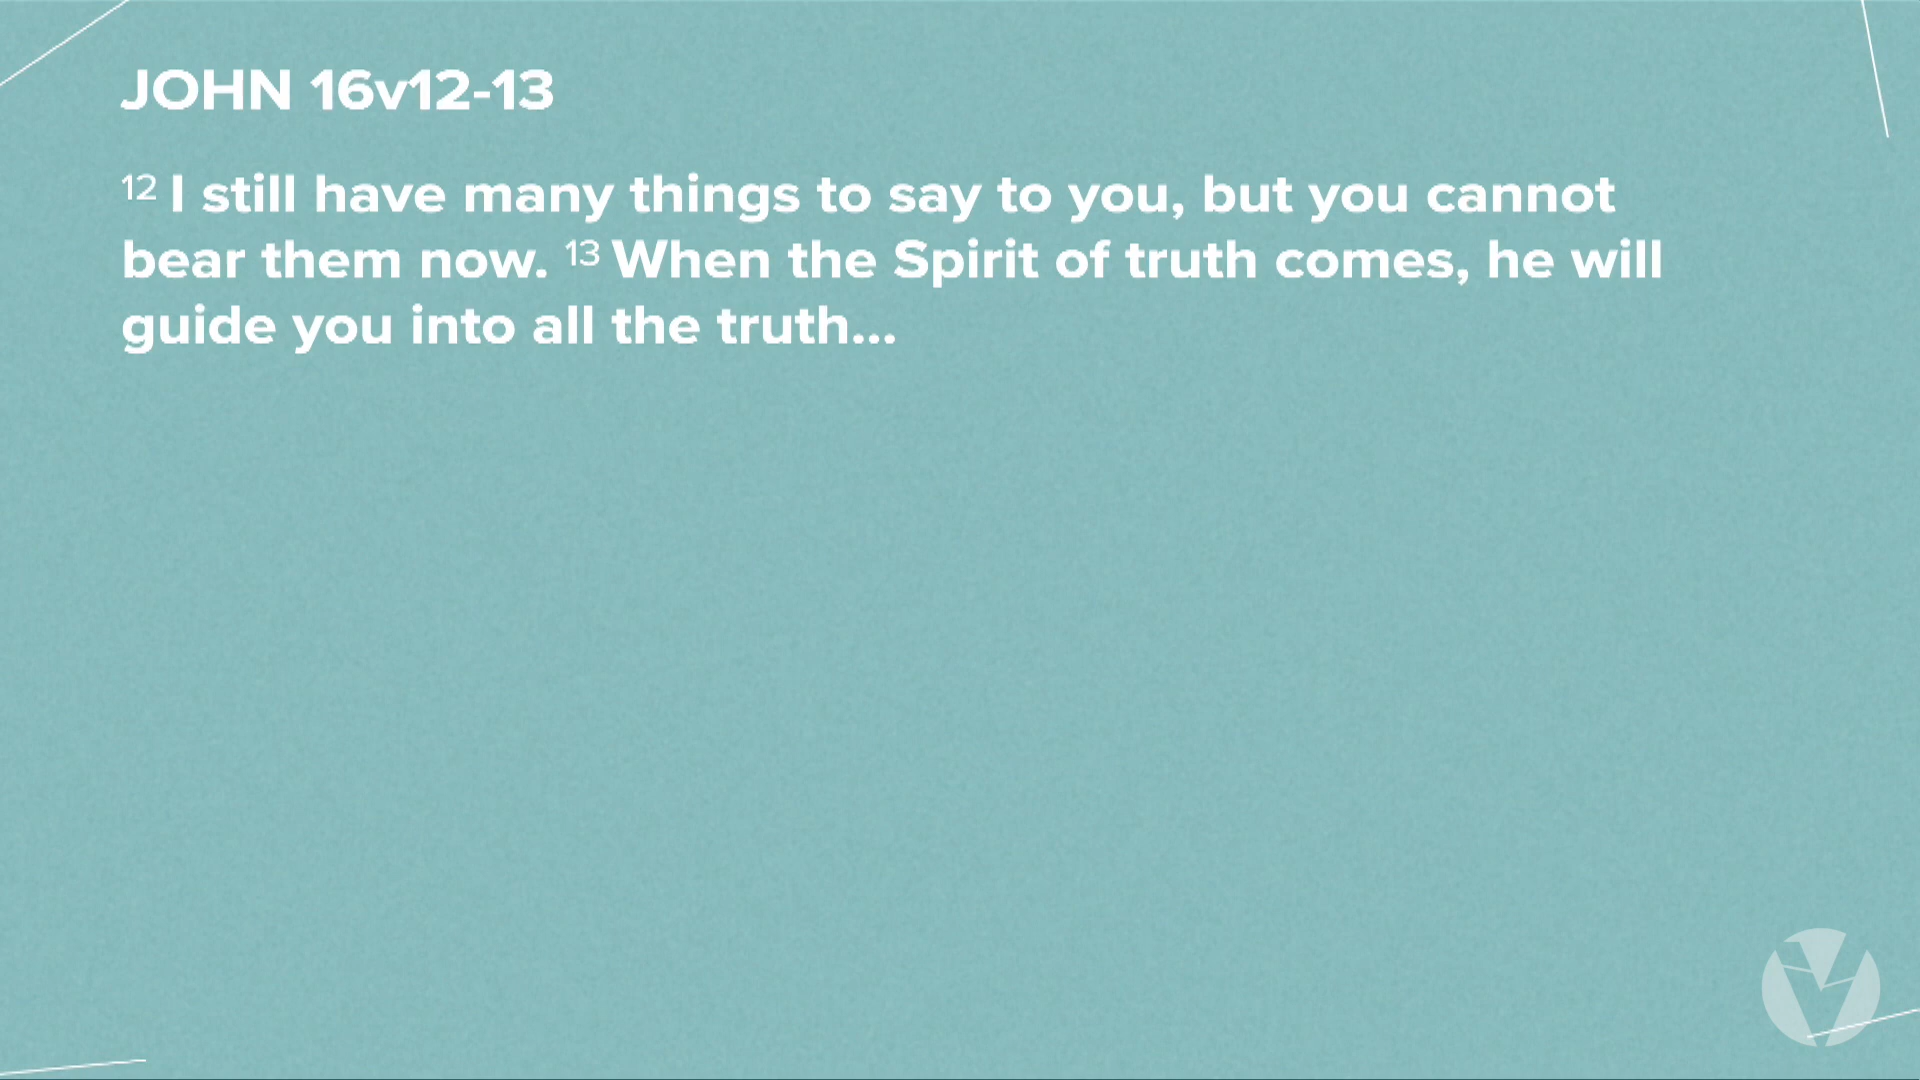 JOHN 16v12-13
12 I still have many things to say to you, but you cannot
bear them now. 13 When the Spirit of truth comes, he will
guide you into all the truth...